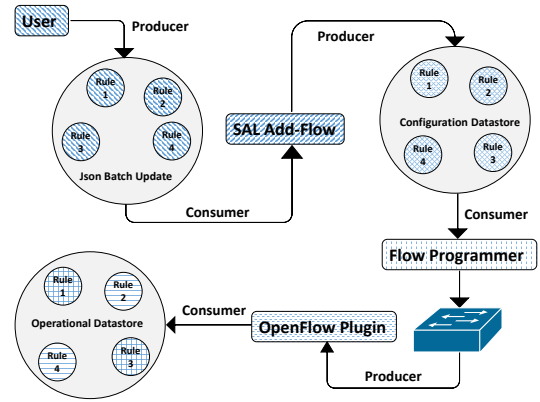 User
Producer
Rule
1
Rule
2
Rule
3
Rule
4
Json Batch Update
Consumer
SAL Add-Flow
Producer
Rule
1
Rule
2
Configuration Datastore
Rule
4
Rule
3
Consumer
Flow Programmer
Producer
OpenFlow Plugin
Consumer
Rule
1
Rule
2
Operational Datastore
Rule
4
Rule
3